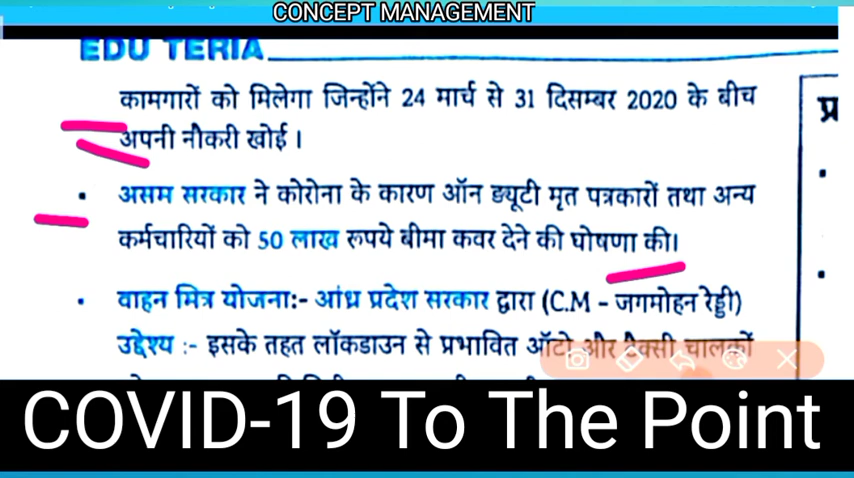 CONCEPT MANAGEMENT
EDU TERIA
कामगारों को मिलेगा जिन्होंने 24 मार्च से 31 दिसम्बर 2020 के बीच
अपनी नौकरी खोई ।
• असम सरकार ने कोरोना के कारण ऑन ड्यूटी मृत पत्रकारों तथा अन्य
कर्मचारियों को 50 लाख रूपये बीमा कवर देने की घोषणा की।
• वाहन मित्र योजना:- आंध्र प्रदेश सरकार द्वारा (C.M - जगमोहन रेड्डी)
उद्देश्य :- इसके तहत लॉकडाउन से प्रभावित ऑटो और टैक्सी चालकों
COVID-19 To The Point